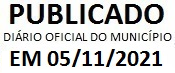 PUBLICADO
DIÁRIO OFICIAL DO MUNICÍPIO
EM 05/11/2021